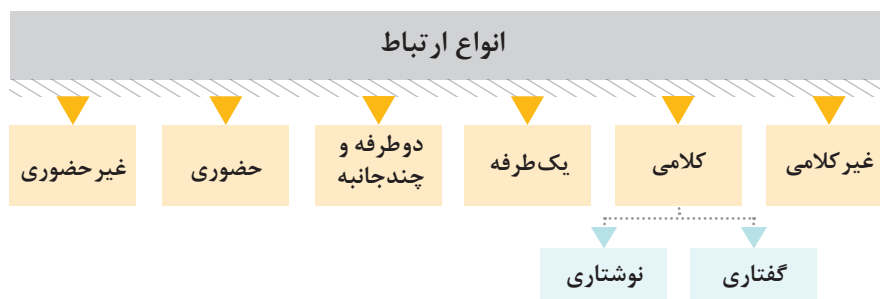 انواع ارتباط
غیرکلامی
کلامی
یک‌طرفه
دوطرفه و
چندجانبه
حضوری
غیرحضوری
گفتاری
نوشتاری